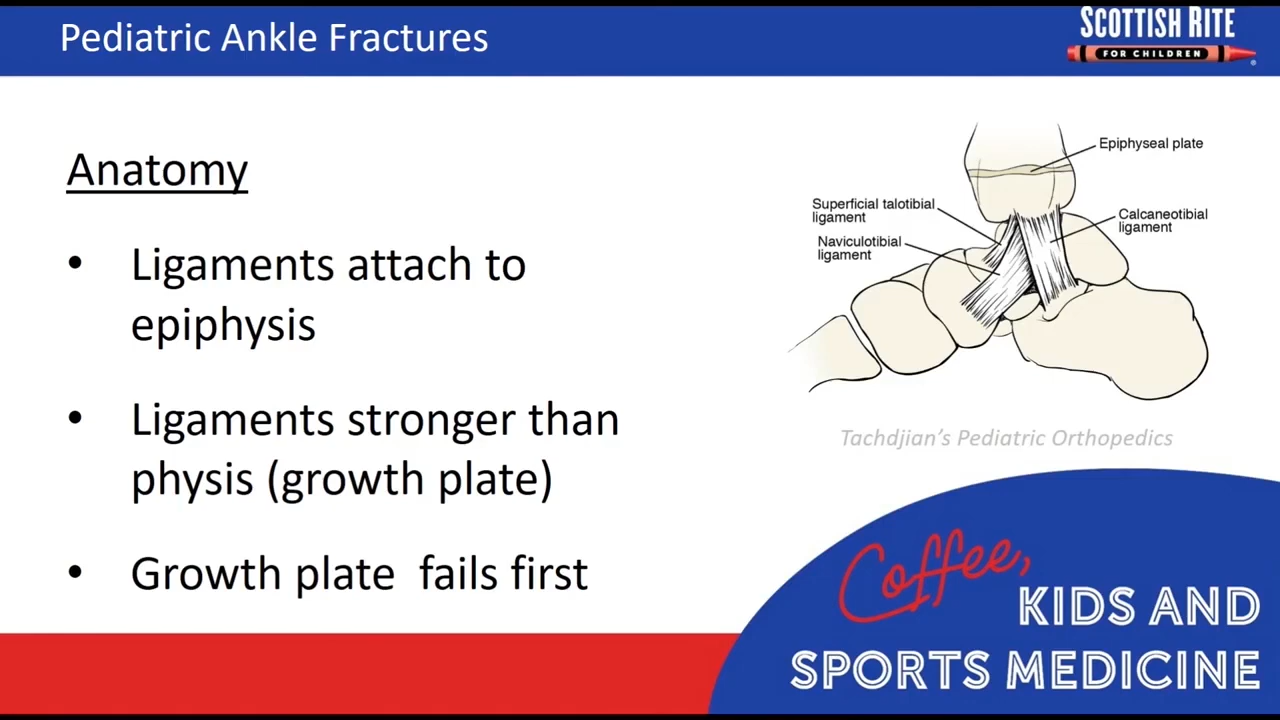 Pediatric Ankle Fractures
SCOTTISH RITE
FOR CHILDREN
®
Anatomy
• Ligaments attach to
epiphysis
• Ligaments stronger than
physis (growth plate)
• Growth plate  fails first
Epiphyseal plate
Superficial talotibial
ligament
Naviculotibial
ligament
Calcaneotibial
ligament
Tachdjian's Pediatric Orthopedics
Coffee,
KIDS AND
SPORTS MEDICINE